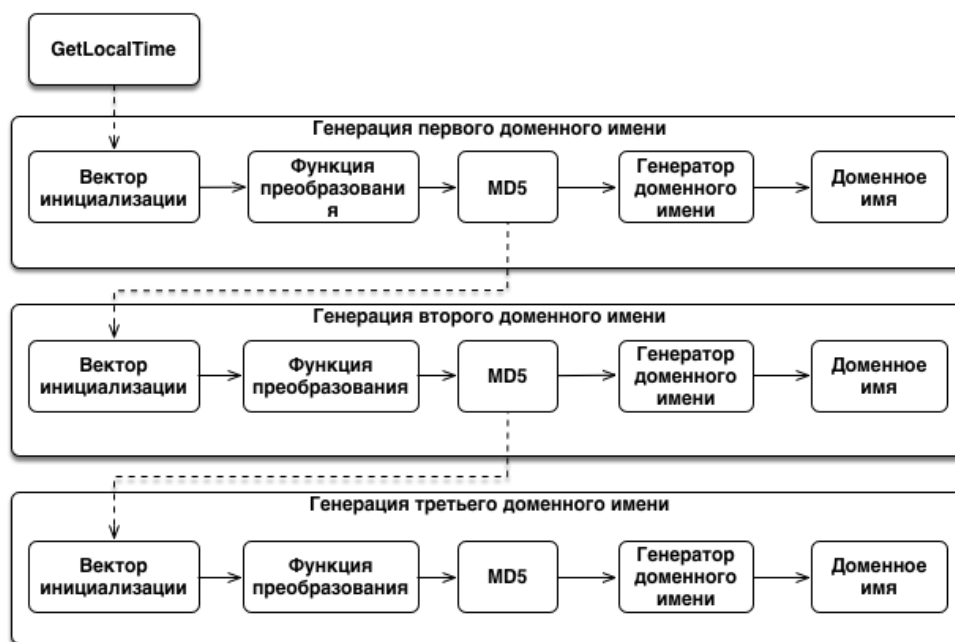 GetLocalTime
Генерация первого доменного имени
Вектор
инициализации
Функция
преобразовани
я
MD5
Генератор
доменного
имени
Доменное
имя
Генерация второго доменного имени
Вектор
инициализации
Функция
преобразования
MD5
Генератор
доменного
имени
Доменное
имя
Генерация третьего доменного имени
Вектор
инициализации
Функция
преобразования
MD5
Генератор
доменного
имени
Доменное
имя